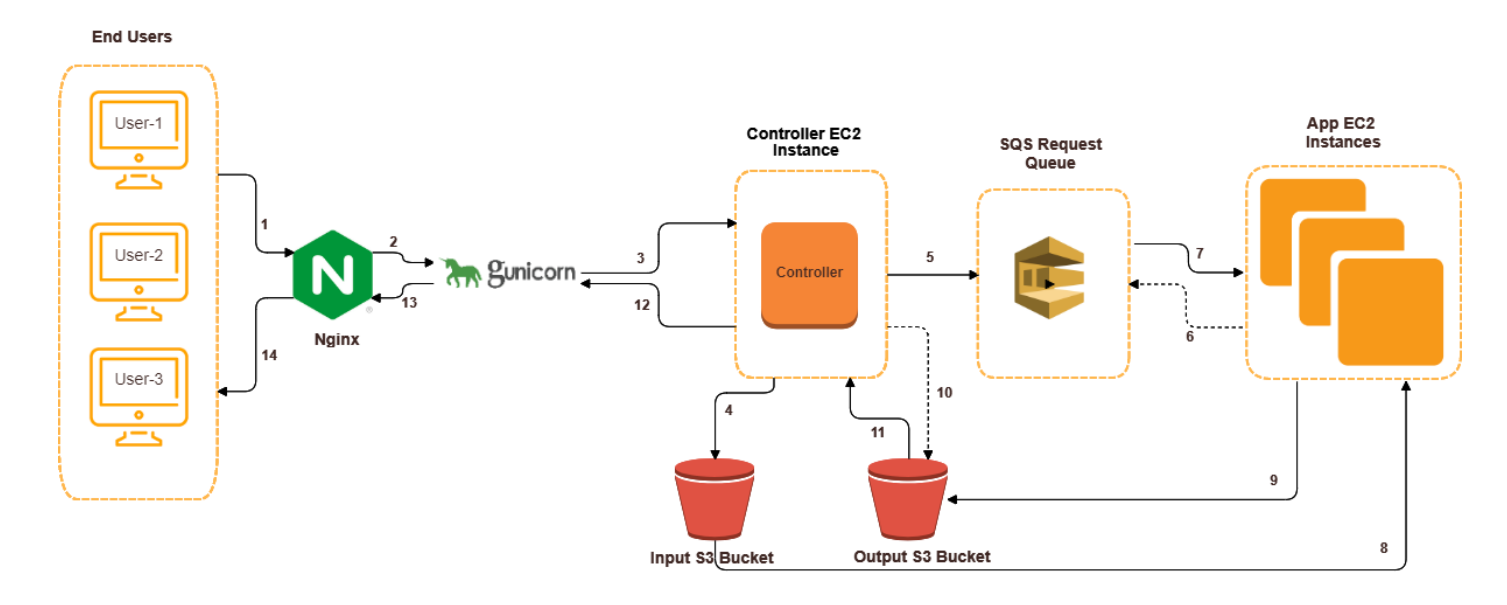 End Users
User-1
User-2
User-3
1
14
Nginx
N
®
2
13
gunicorn
3
12
Controller EC2
Instance
Controller
4
5
10
11
SQS Request
Queue
7
6
App EC2
Instances
9
8
Input S3 Bucket
Output S3 Bucket